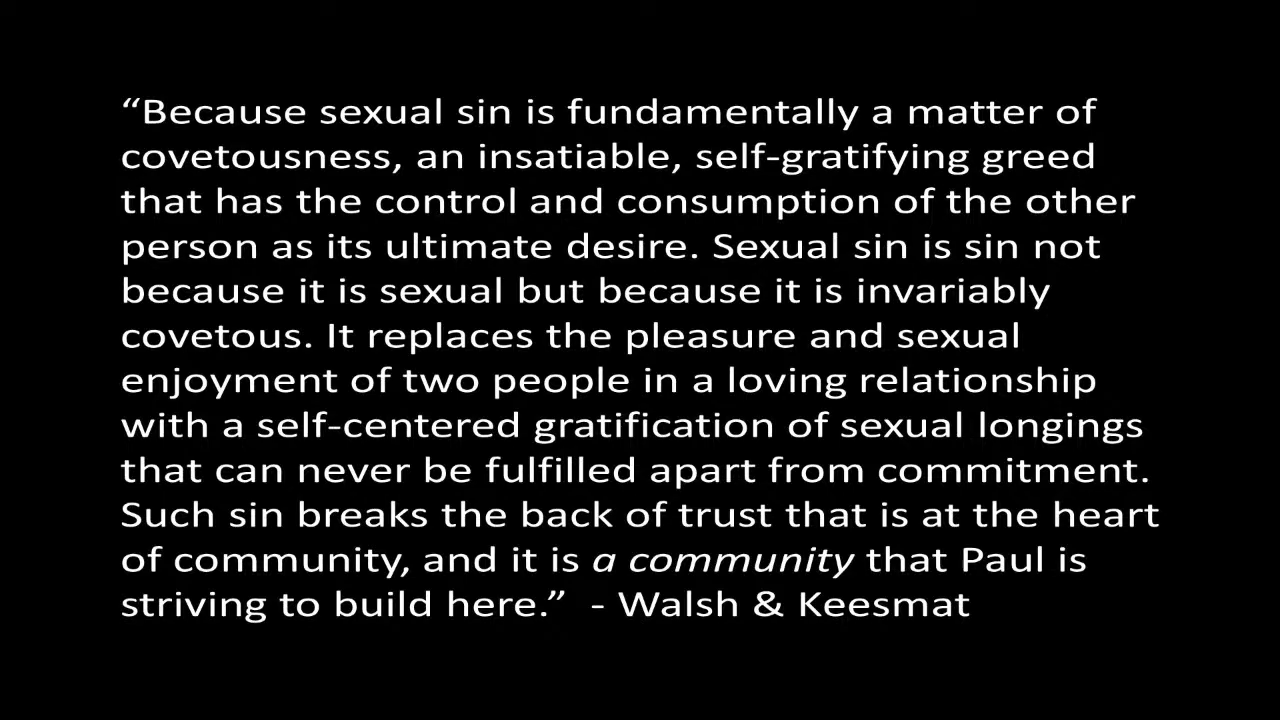 “Because sexual sin is fundamentally a matter of
covetousness, an insatiable, self-gratifying greed
that has the control and consumption of the other
person as its ultimate desire. Sexual sin is sin not
because it is sexual but because it is invariably
covetous. It replaces the pleasure and sexual
enjoyment of two people in a loving relationship
with a self-centered gratification of sexual longings
that can never be fulfilled apart from commitment.
Such sin breaks the back of trust that is at the heart
of community, and it is a community that Paul is
striving to build here.”  - Walsh & Keesmat